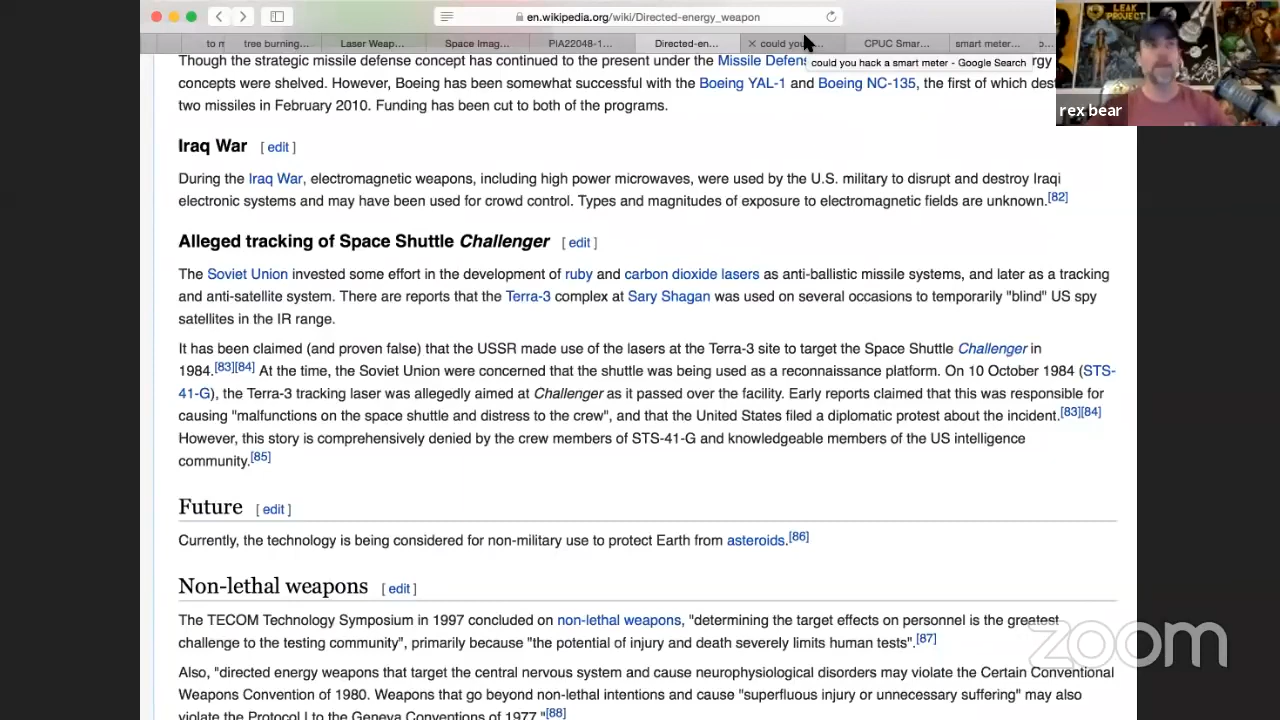 en.wikipedia.org/wiki/Directed-energy_weapon
LEAK
PROJECT
to m
tree burning...
Laser Weap...
Space Imag...
PIA22048-1...
Directed-en...
could you
CPUC Smar...
smart meter...
could you hack a smart meter - Google Search
rex bear
Though the strategic missile defense concept has continued to the present under the Missile Defens rgy
concepts were shelved. However, Boeing has been somewhat successful with the Boeing YAL-1 and Boeing NC-135, the first of which des
two missiles in February 2010. Funding has been cut to both of the programs.
Iraq War [ edit ]
During the Iraq War, electromagnetic weapons, including high power microwaves, were used by the U.S. military to disrupt and destroy Iraqi
electronic systems and may have been used for crowd control. Types and magnitudes of exposure to electromagnetic fields are unknown.[82]
Alleged tracking of Space Shuttle Challenger [ edit ]
The Soviet Union invested some effort in the development of ruby and carbon dioxide lasers as anti-ballistic missile systems, and later as a tracking
and anti-satellite system. There are reports that the Terra-3 complex at Sary Shagan was used on several occasions to temporarily "blind" US spy
satellites in the IR range.
It has been claimed (and proven false) that the USSR made use of the lasers at the Terra-3 site to target the Space Shuttle Challenger in
1984.[83][84] At the time, the Soviet Union were concerned that the shuttle was being used as a reconnaissance platform. On 10 October 1984 (STS-
41-G), the Terra-3 tracking laser was allegedly aimed at Challenger as it passed over the facility. Early reports claimed that this was responsible for
causing "malfunctions on the space shuttle and distress to the crew", and that the United States filed a diplomatic protest about the incident.[83][84]
However, this story is comprehensively denied by the crew members of STS-41-G and knowledgeable members of the US intelligence
community.[85]
Future [ edit ]
Currently, the technology is being considered for non-military use to protect Earth from asteroids.[86]
Non-lethal weapons [ edit ]
The TECOM Technology Symposium in 1997 concluded on non-lethal weapons, "determining the target effects on personnel is the greatest
challenge to the testing community", primarily because "the potential of injury and death severely limits human tests".[87]
zoom
Also, "directed energy weapons that target the central nervous system and cause neurophysiological disorders may violate the Certain Conventional
Weapons Convention of 1980. Weapons that go beyond non-lethal intentions and cause "superfluous injury or unnecessary suffering" may also
violate the Protocol I to the Geneva Conventions of 1977."[88]